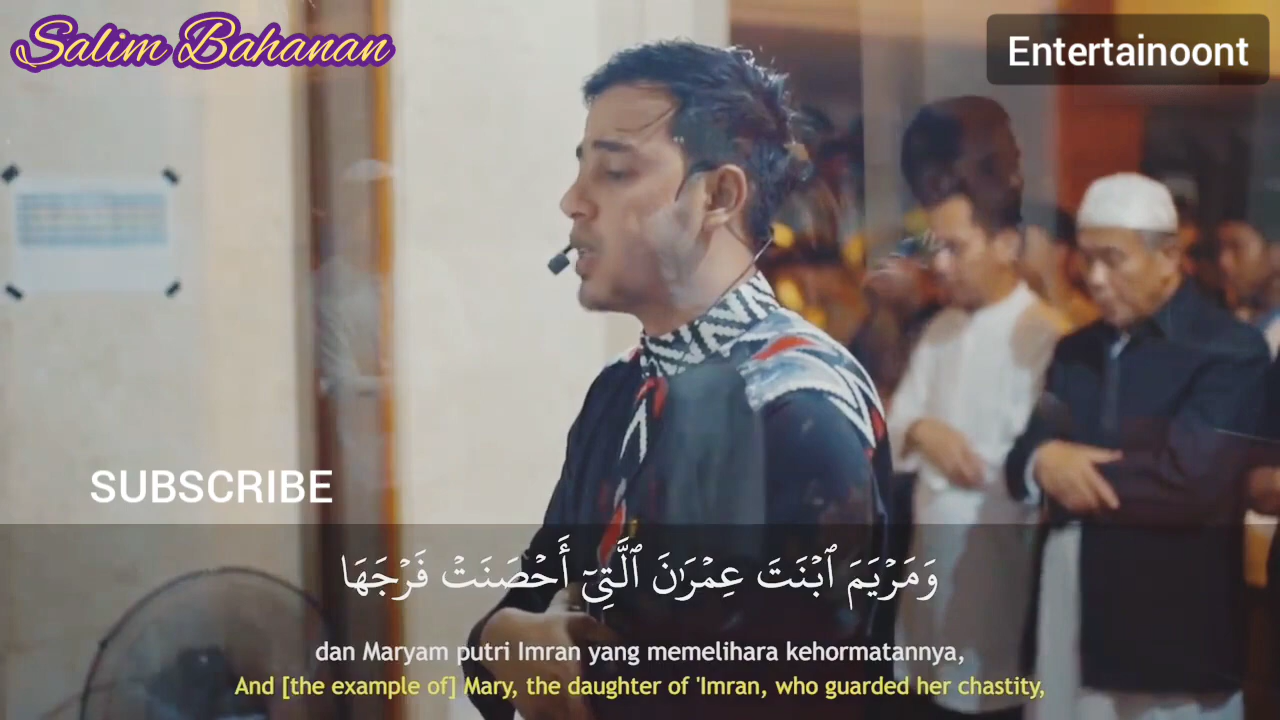 Salim Bahanan
Entertainoont
SUBSCRIBE
وَمَرْيَمَ ٱبْنَتَ عِمْرَٰنَ ٱلَّتِىٓ أَحْصَنَتْ فَرْجَهَا
dan Maryam putri Imran yang memelihara kehormatannya,
And [the example of] Mary, the daughter of 'Imran, who guarded her chastity,